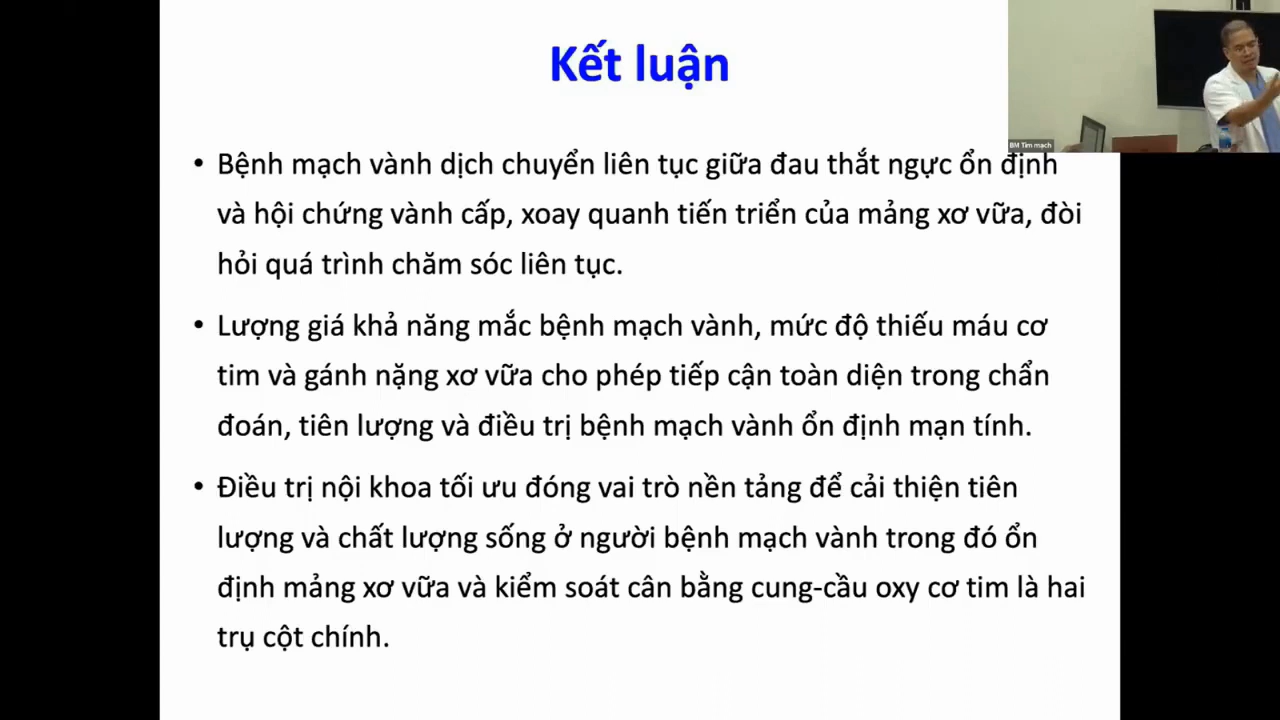 Kết luận
BM Tim mạch
• Bệnh mạch vành dịch chuyển liên tục giữa đau thắt ngực ổn định
và hội chứng vành cấp, xoay quanh tiến triển của mảng xơ vữa, đòi
hỏi quá trình chăm sóc liên tục.
• Lượng giá khả năng mắc bệnh mạch vành, mức độ thiếu máu cơ
tim và gánh nặng xơ vữa cho phép tiếp cận toàn diện trong chẩn
đoán, tiên lượng và điều trị bệnh mạch vành ổn định mạn tính.
• Điều trị nội khoa tối ưu đóng vai trò nền tảng để cải thiện tiên
lượng và chất lượng sống ở người bệnh mạch vành trong đó ổn
định mảng xơ vữa và kiểm soát cân bằng cung-cầu oxy cơ tim là hai
trụ cột chính.